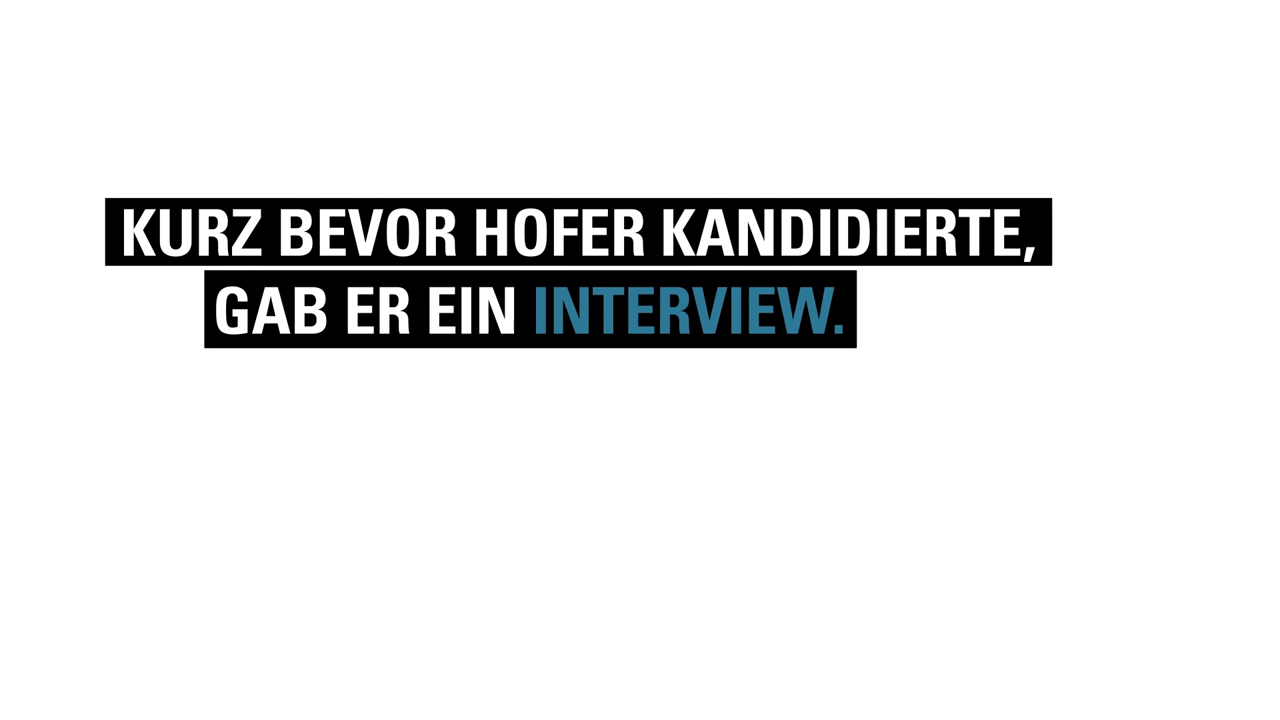 KURZ BEVOR HOFER KANDIDIERTE,
GAB ER EIN INTERVIEW.